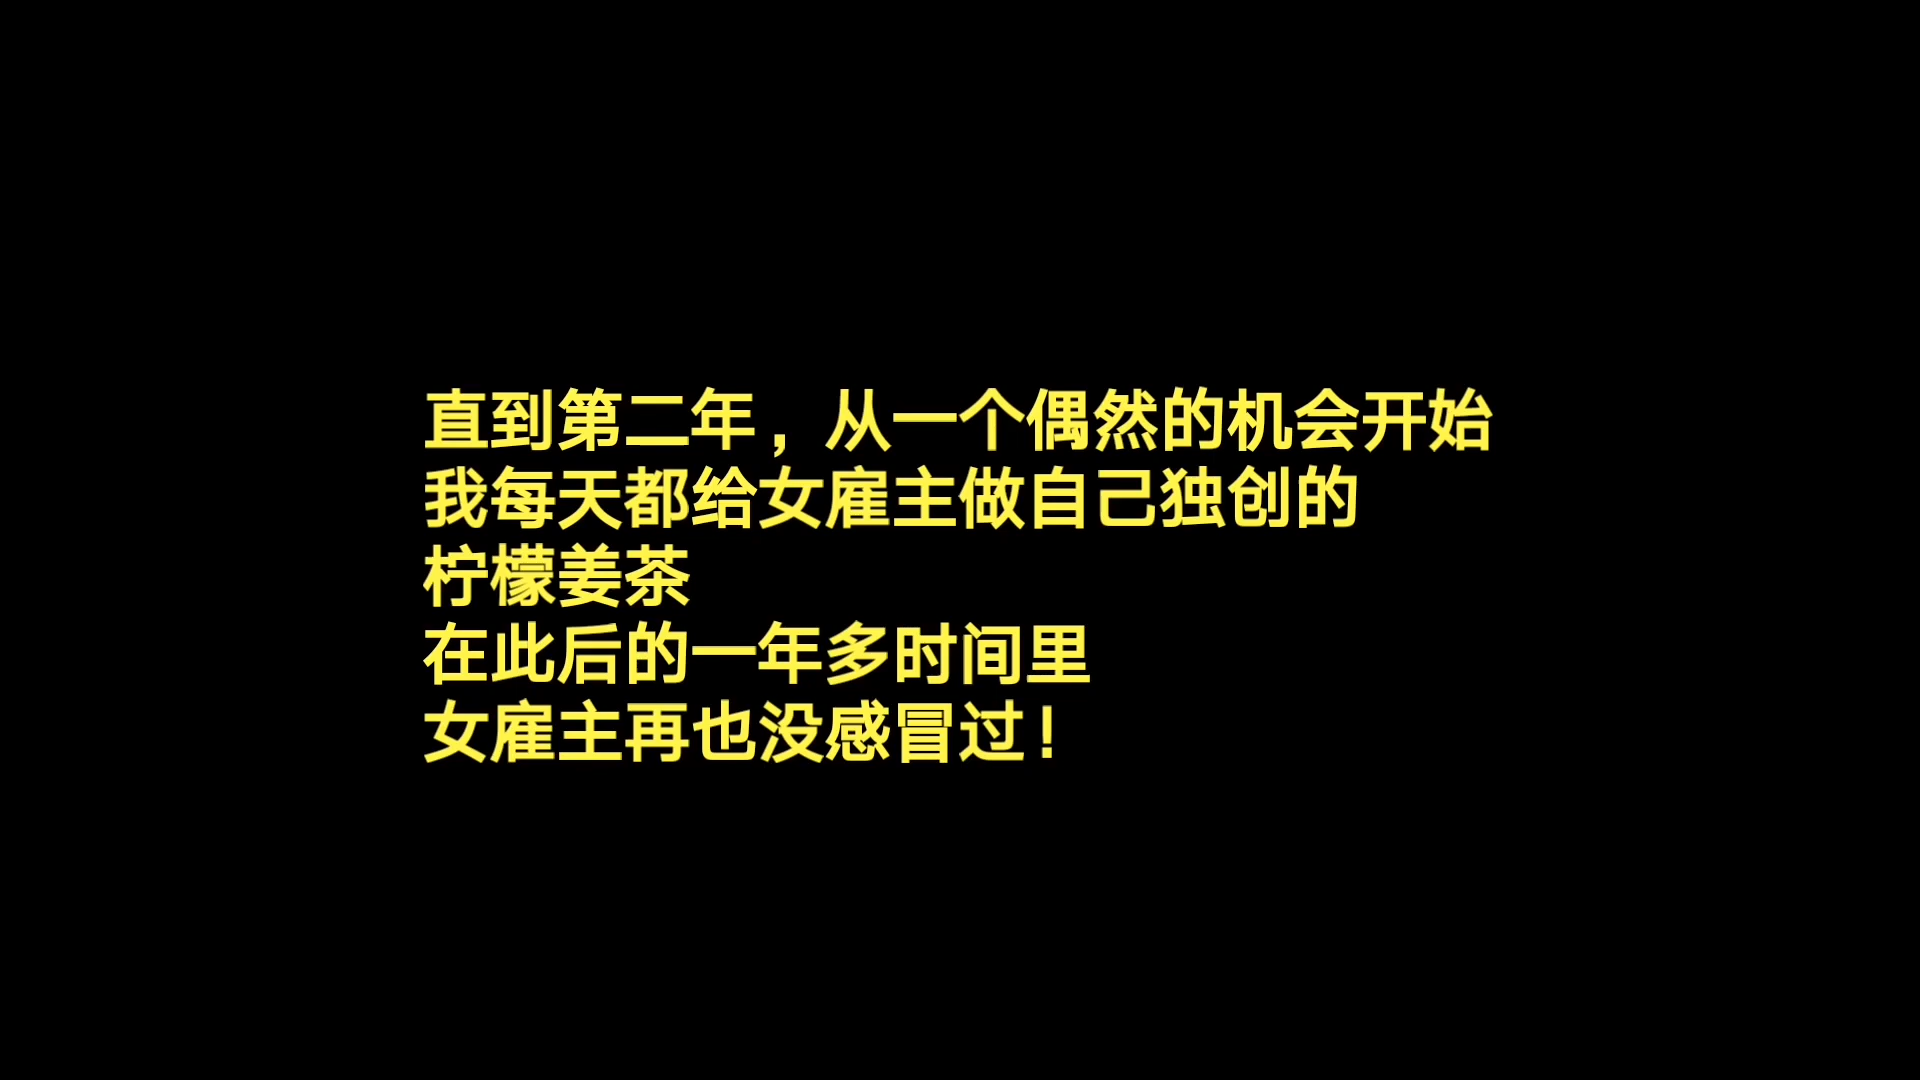 直到第二年，从一个偶然的机会开始
我每天都给女雇主做自己独创的
柠檬姜茶
在此后的一年多时间里
女雇主再也没感冒过！